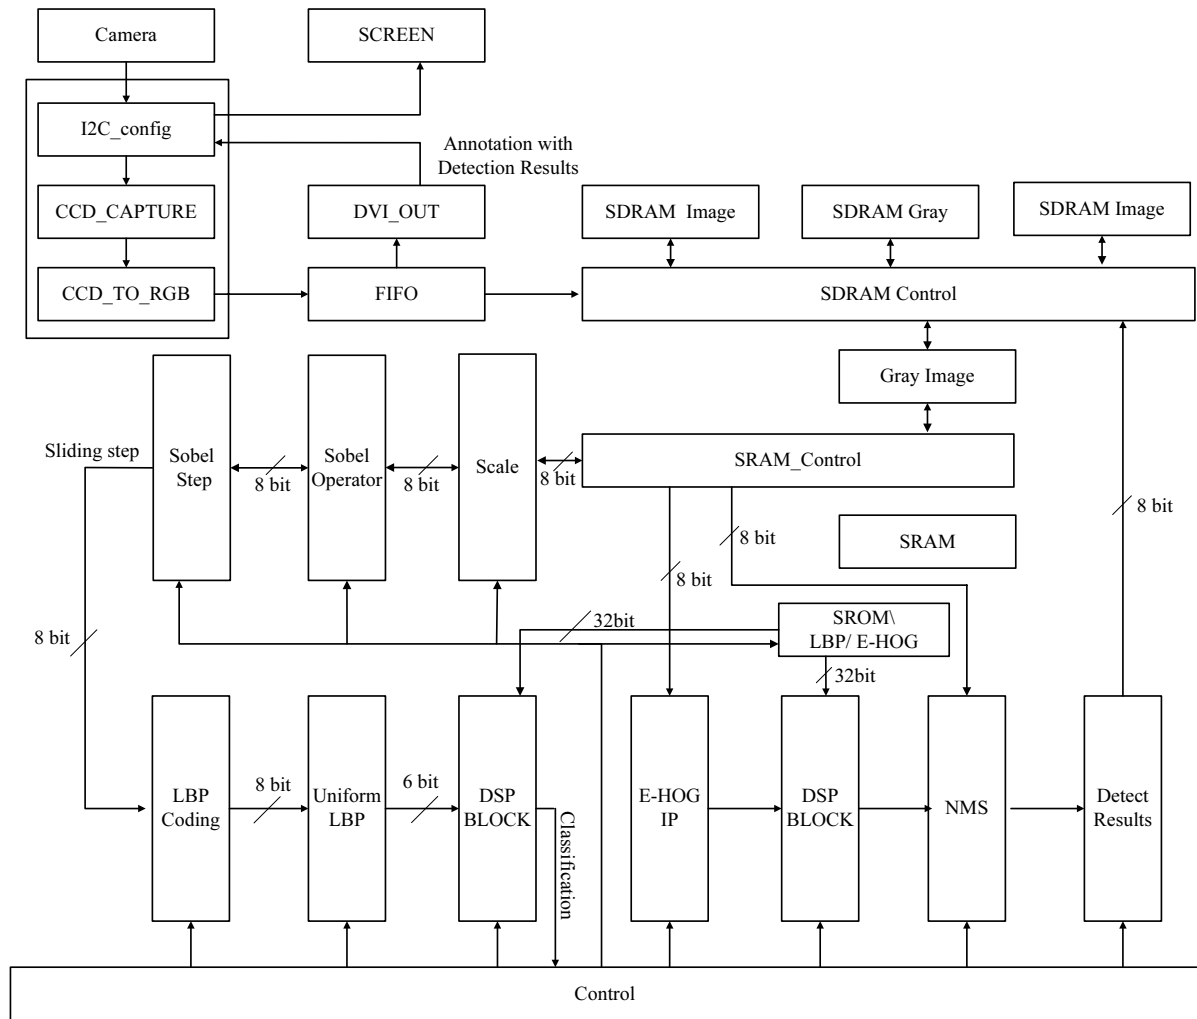 Camera
SCREEN
I2C_config
Annotation with
Detection Results
CCD_CAPTURE
DVI_OUT
SDRAM Image
SDRAM Gray
SDRAM Image
CCD_TO_RGB
FIFO
SDRAM Control
Gray Image
Sliding step
Sobel
Step
8 bit
Sobel
Operator
8 bit
Scale
8 bit
SRAM_Control
8 bit
8 bit
8 bit
SRAM
8 bit
32bit
SROM\
LBP/ E-HOG
32bit
LBP
Coding
8 bit
Uniform
LBP
6 bit
DSP
BLOCK
Classification
E-HOG
IP
DSP
BLOCK
NMS
Detect
Results
Control